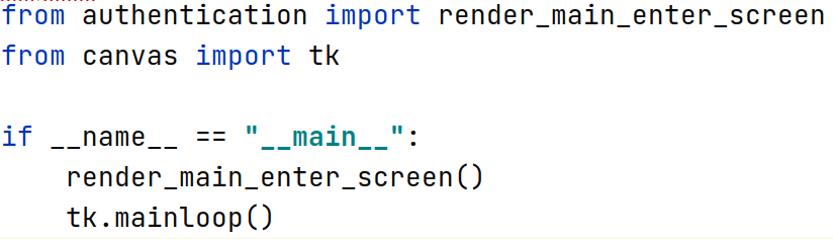 from authentication import render_main_enter_screen
from canvas import tk

if __name__ == "__main__":
    render_main_enter_screen()
    tk.mainloop()